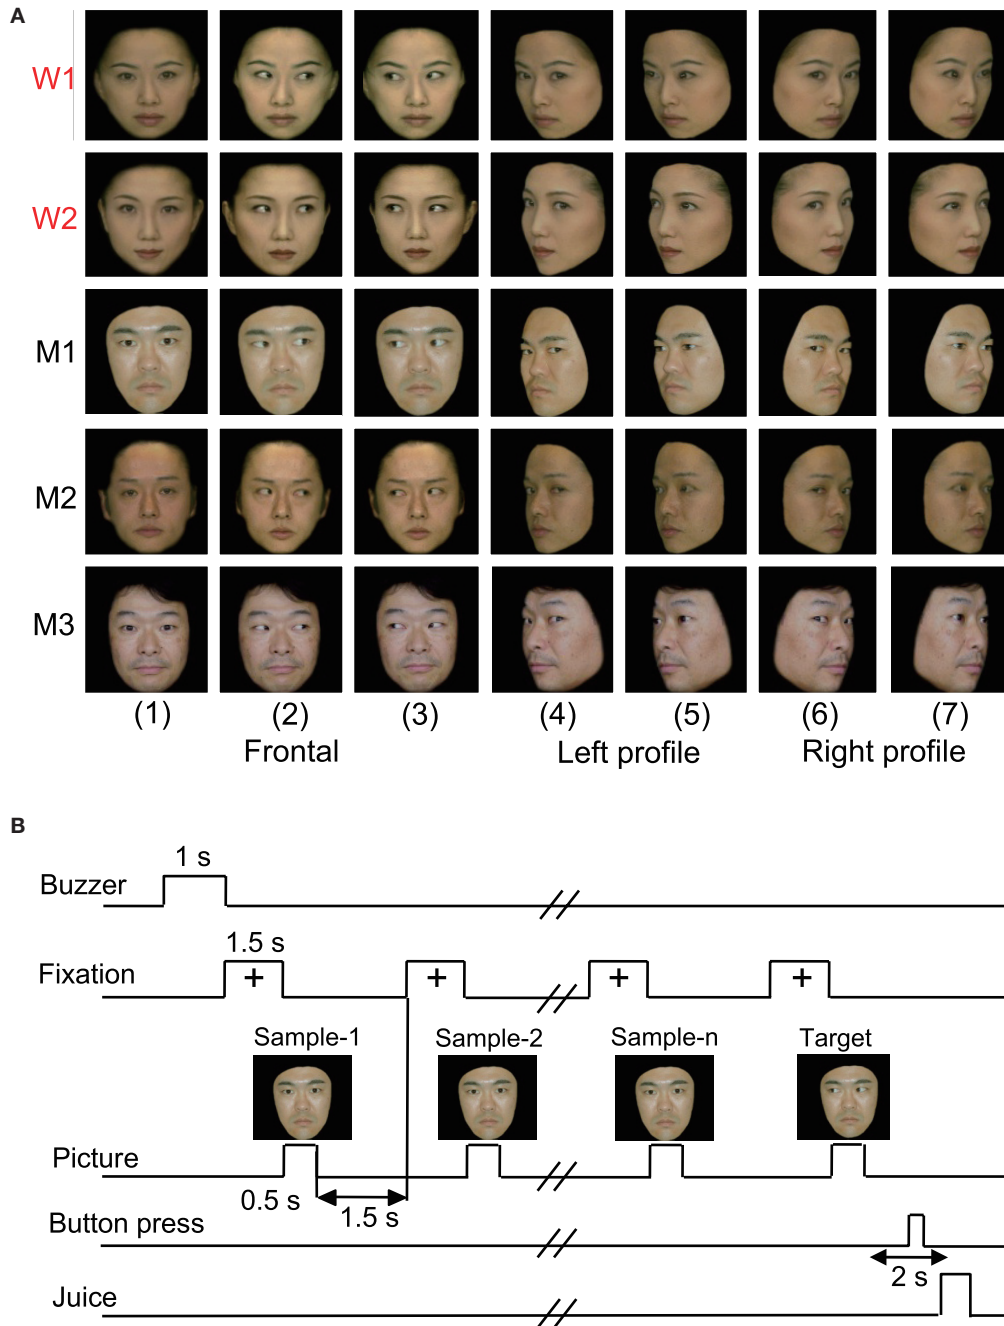 A
W1
W2
M1
M2
M3
(1) (2) (3) (4) (5) (6) (7)
Frontal Left profile Right profile
B
1 s
Buzzer
1.5 s
Fixation + + + +
Sample-1 Sample-2 Sample-n Target
Picture
0.5 s
1.5 s
Button press
2 s
Juice